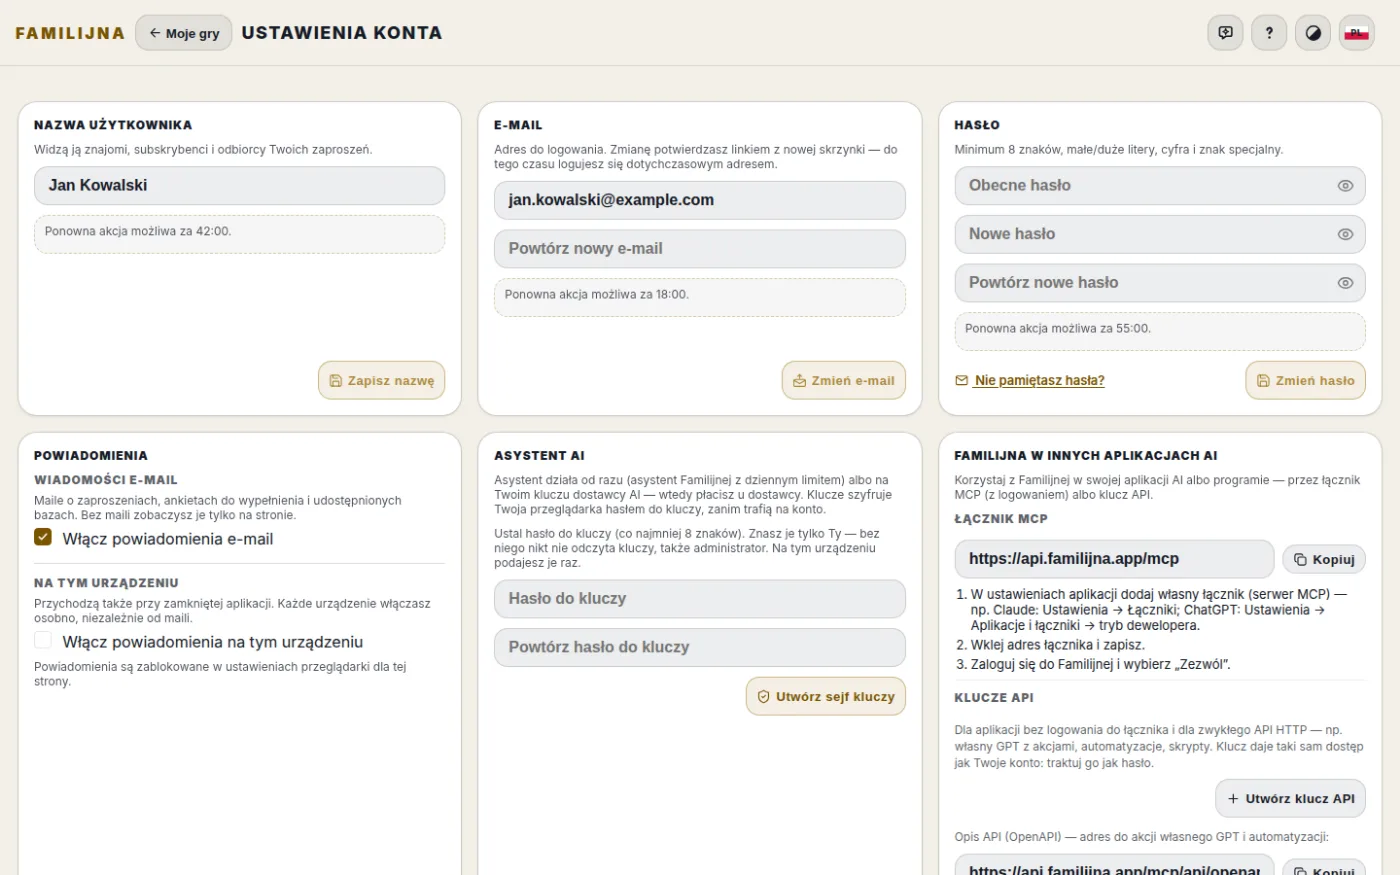 FAMILIJNA
← Moje gry
USTAWIENIA KONTA
?
PL
NAZWA UŻYTKOWNIKA
Widzą ją znajomi, subskrybenci i odbiorcy Twoich zaproszeń.
Jan Kowalski
Ponowna akcja możliwa za 42:00.
Zapisz nazwę
E-MAIL
Adres do logowania. Zmianę potwierdzasz linkiem z nowej skrzynki — do
tego czasu logujesz się dotychczasowym adresem.
jan.kowalski@example.com
Powtórz nowy e-mail
Ponowna akcja możliwa za 18:00.
Zmień e-mail
HASŁO
Minimum 8 znaków, małe/duże litery, cyfra i znak specjalny.
Obecne hasło
Nowe hasło
Powtórz nowe hasło
Ponowna akcja możliwa za 55:00.
Nie pamiętasz hasła?
Zmień hasło
POWIADOMIENIA
WIADOMOŚCI E-MAIL
Maile o zaproszeniach, ankietach do wypełnienia i udostępnionych
bazach. Bez maili zobaczysz je tylko na stronie.
Włącz powiadomienia e-mail
NA TYM URZĄDZENIU
Przychodzą także przy zamkniętej aplikacji. Każde urządzenie włączasz
osobno, niezależnie od maili.
Włącz powiadomienia na tym urządzeniu
Powiadomienia są zablokowane w ustawieniach przeglądarki dla tej
strony.
ASYSTENT AI
Asystent działa od razu (asystent Familijnej z dziennym limitem) albo na
Twoim kluczu dostawcy AI — wtedy płacisz u dostawcy. Klucze szyfruje
Twoja przeglądarka hasłem do kluczy, zanim trafią na konto.
Ustal hasło do kluczy (co najmniej 8 znaków). Znasz je tylko Ty — bez
niego nikt nie odczyta kluczy, także administrator. Na tym urządzeniu
podajesz je raz.
Hasło do kluczy
Powtórz hasło do kluczy
Utwórz sejf kluczy
FAMILIJNA W INNYCH APLIKACJACH AI
Korzystaj z Familijnej w swojej aplikacji AI albo programie — przez łącznik
MCP (z logowaniem) albo klucz API.
ŁĄCZNIK MCP
https://api.familijna.app/mcp
Kopiuj
1. W ustawieniach aplikacji dodaj własny łącznik (serwer MCP) —
np. Claude: Ustawienia → Łączniki; ChatGPT: Ustawienia →
Aplikacje i łączniki → tryb dewelopera.
2. Wklej adres łącznika i zapisz.
3. Zaloguj się do Familijnej i wybierz „Zezwól”.
KLUCZE API
Dla aplikacji bez logowania do łącznika i dla zwykłego API HTTP — np.
własny GPT z akcjami, automatyzacje, skrypty. Klucz daje taki sam dostęp
jak Twoje konto: traktuj go jak hasło.
+ Utwórz klucz API
Opis API (OpenAPI) — adres do akcji własnego GPT i automatyzacji:
https://api.familijna.app/mcp/api/openap
Kopiuj